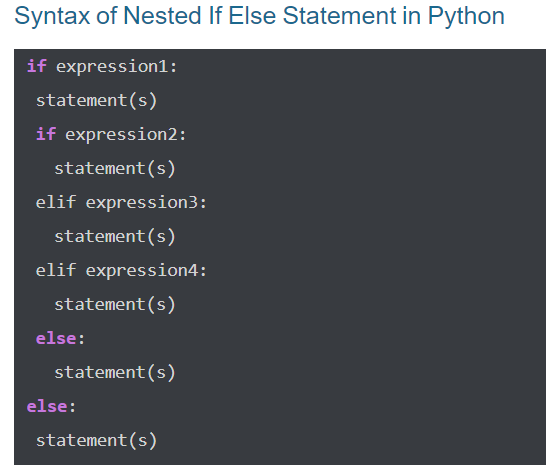 Syntax of Nested If Else Statement in Python
if expression1:
 statement(s)
 if expression2:
   statement(s)
 elif expression3:
   statement(s)
 elif expression4:
   statement(s)
 else:
   statement(s)
else:
 statement(s)